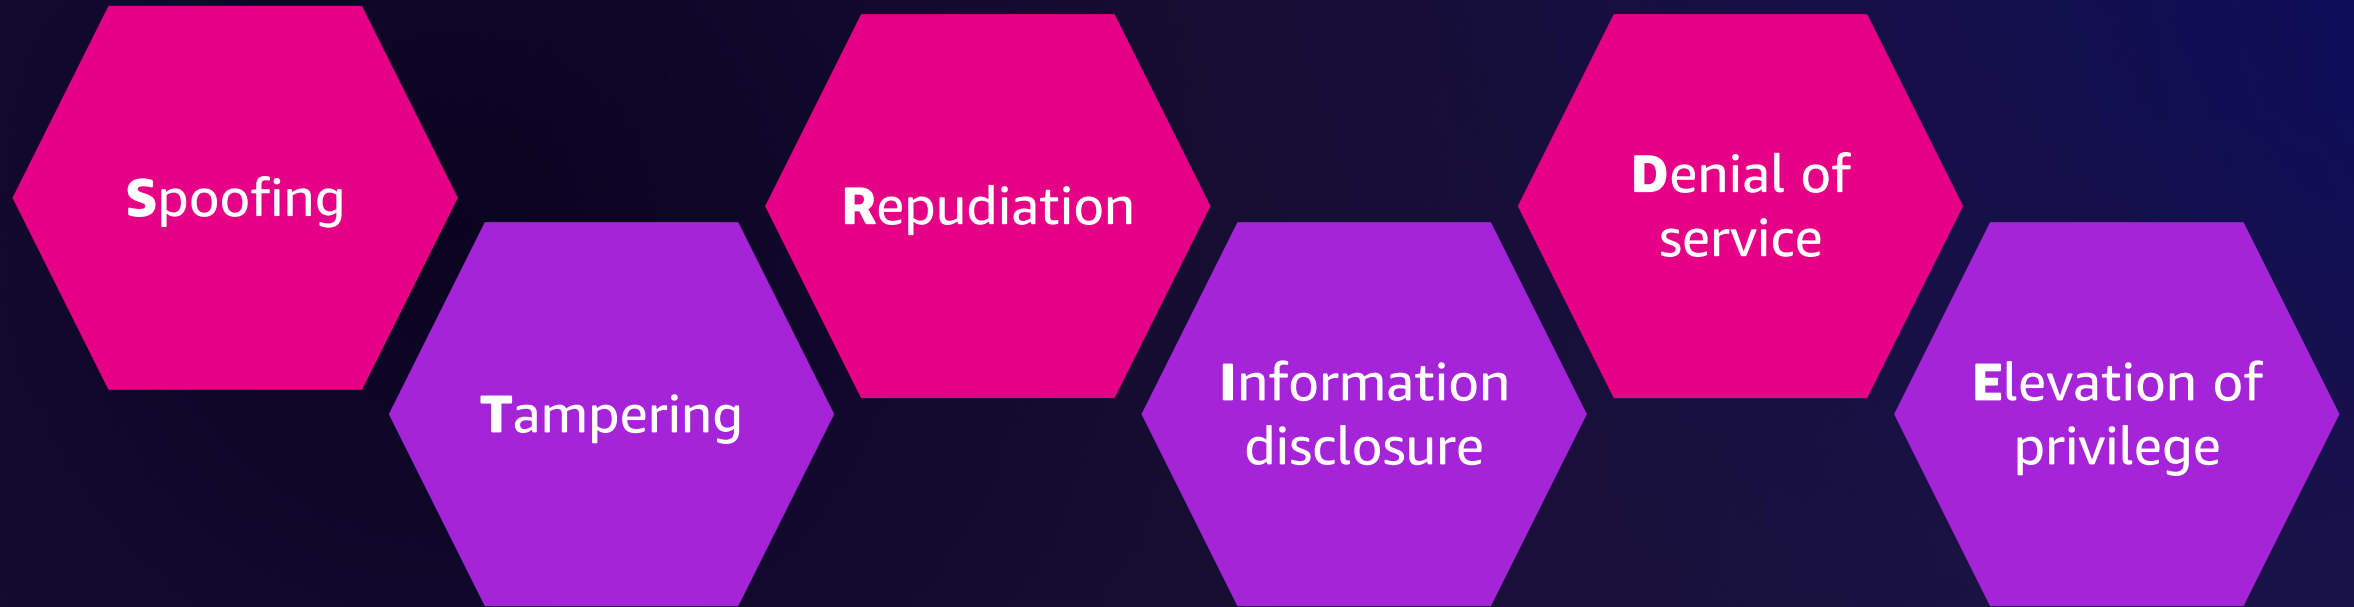 Spoofing
Tampering
Repudiation
Information
disclosure
Denial of
service
Elevation of
privilege